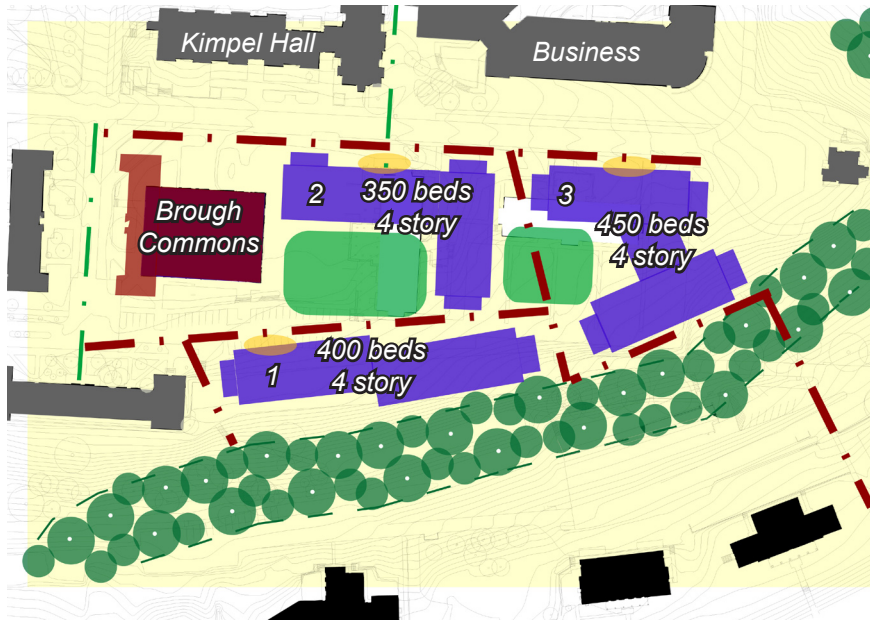 Kimpel Hall
Business
Brough
Commons
2
350 beds
4 story
3
450 beds
4 story
1
400 beds
4 story